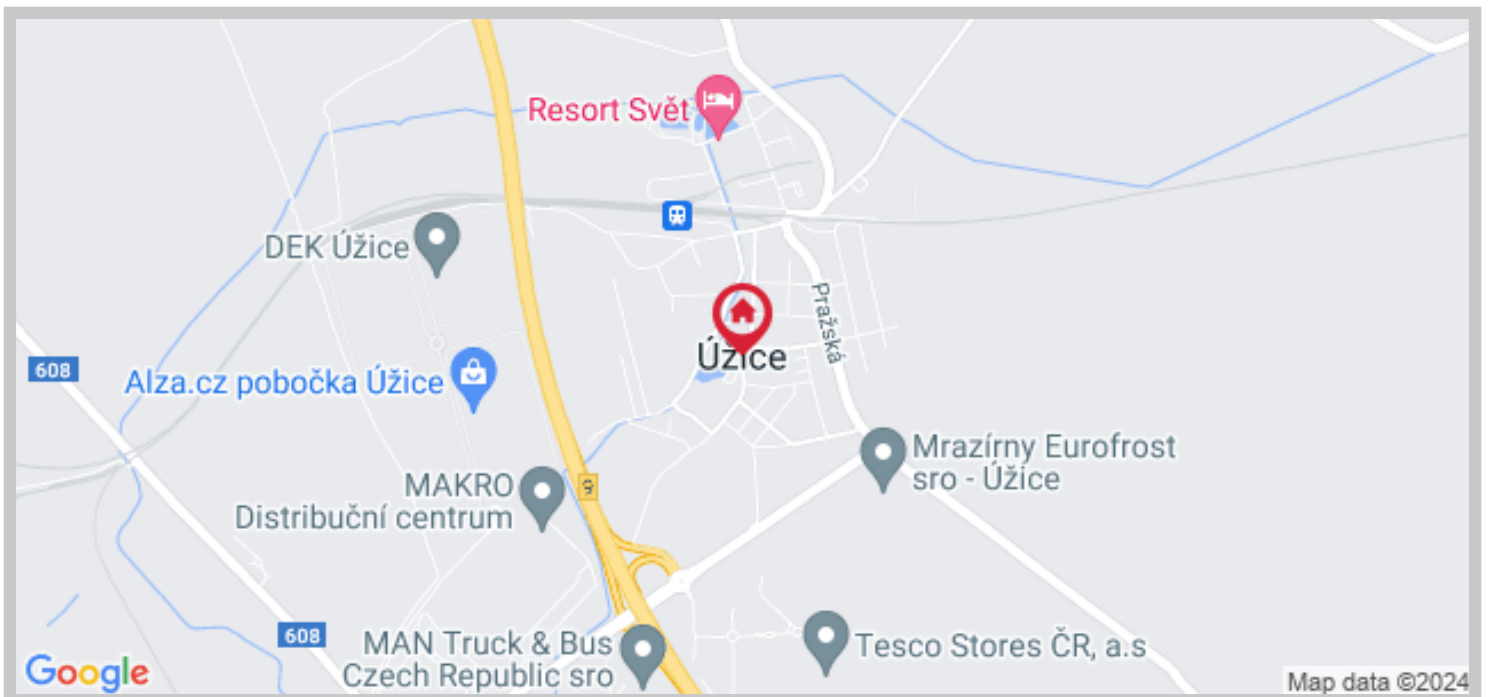 Resort Svět
DEK Úžice
Pražská
Úžice
608
Alza.cz pobočka Úžice
Mrazírny Eurofrost
sro - Úžice
MAKRO
Distribuční centrum
9
608
MAN Truck & Bus
Czech Republic sro
Tesco Stores ČR, a.s
Google
Map data ©2024